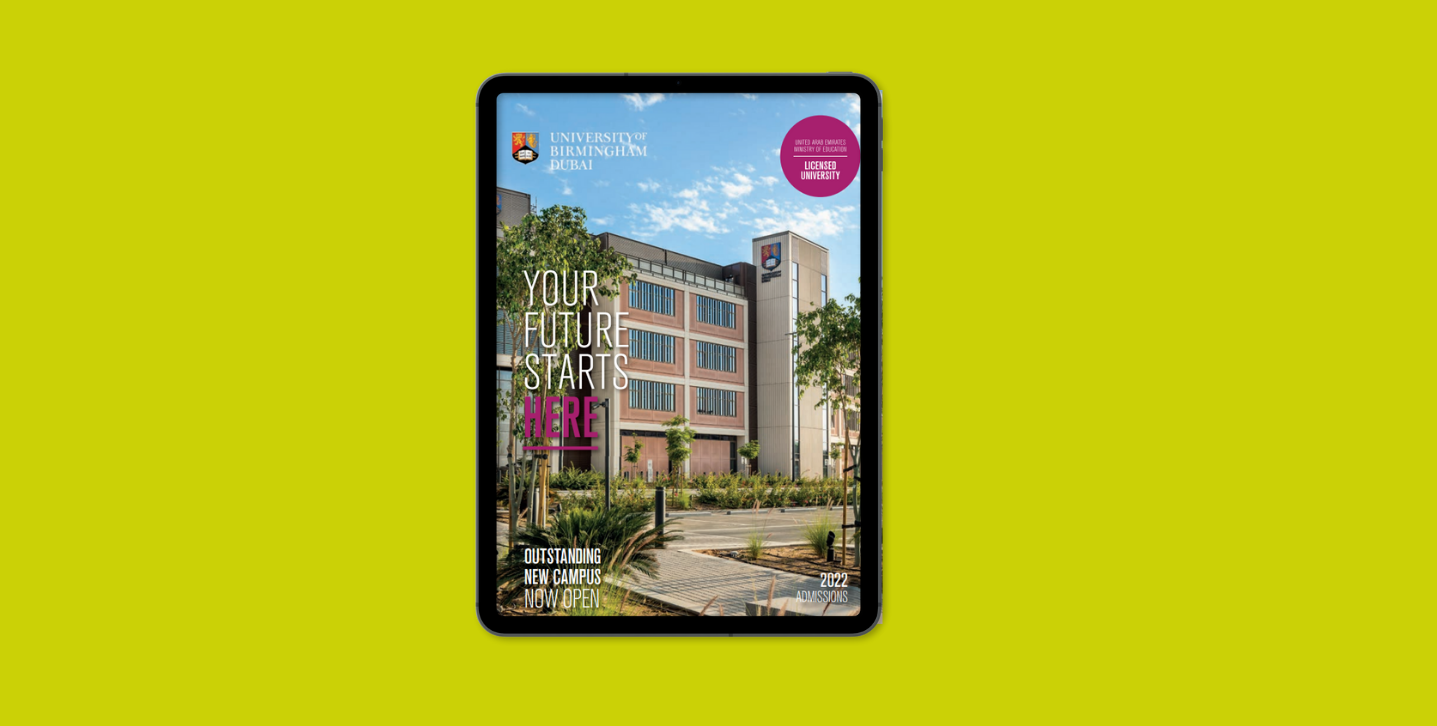 UNIVERSITY OF
BIRMINGHAM
DUBAI
UNITED ARAB EMIRATES
MINISTRY OF EDUCATION
LICENSED
UNIVERSITY
YOUR
FUTURE
STARTS
HERE
OUTSTANDING
NEW CAMPUS
NOW OPEN
2022
ADMISSIONS